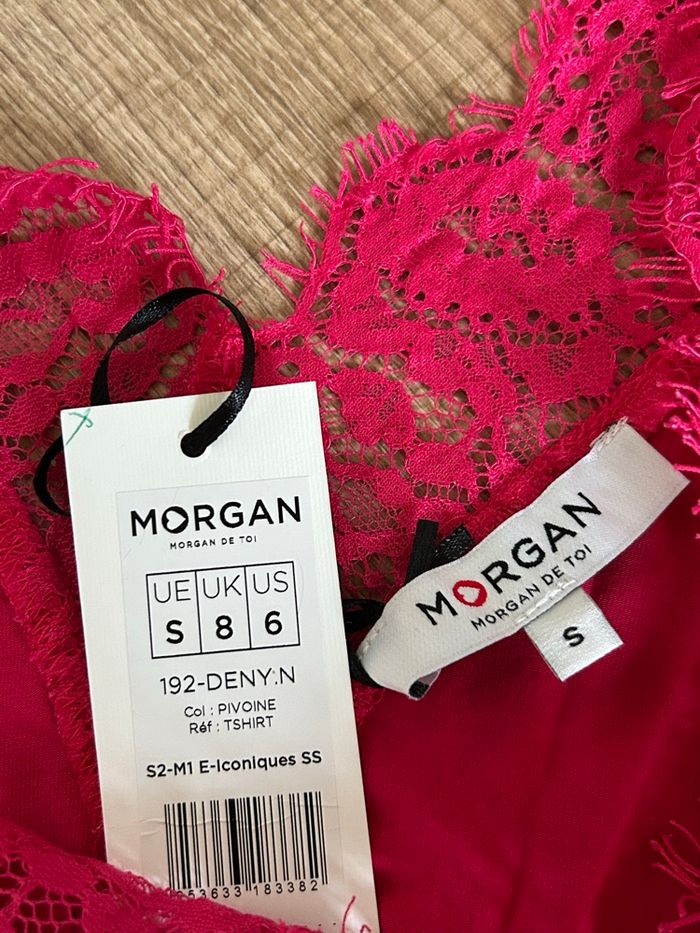 MORGAN
MORGAN DE TOI
UE UK US
S 8 6
192-DENY.N
Col : PIVOINE
Réf : TSHIRT
S2-M1 E-Iconiques SS
183382
MORGAN
MORGAN DE TOI
S